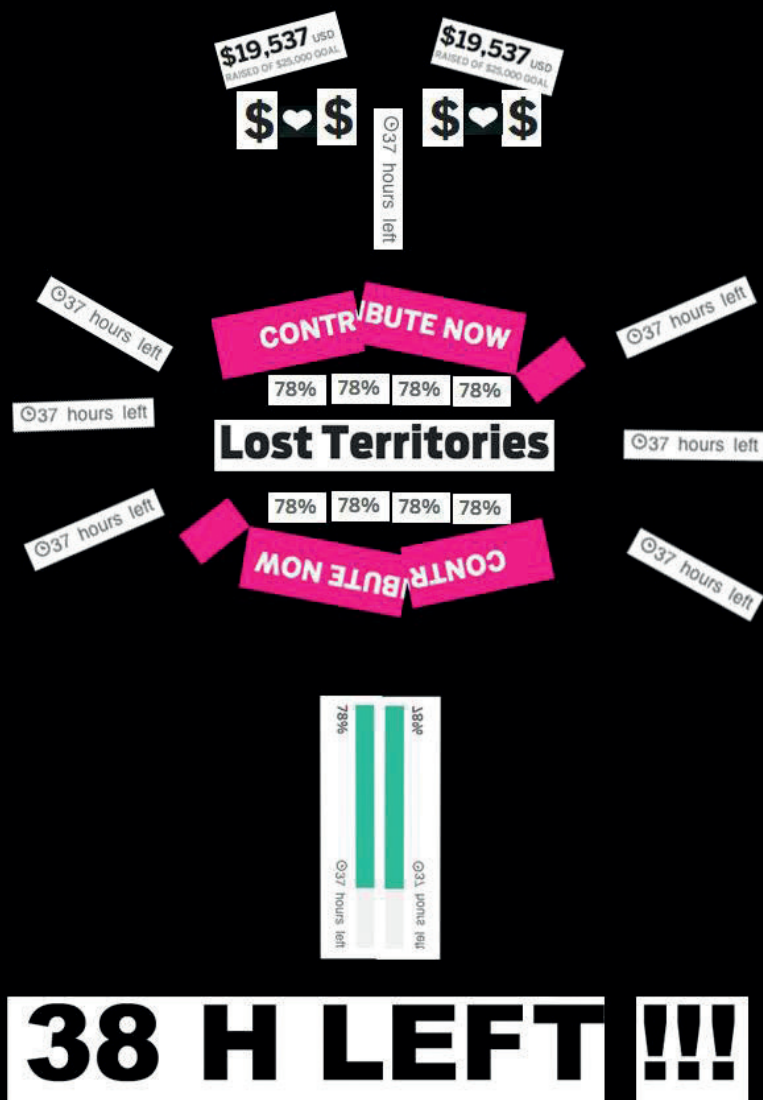 $19,537 USD
RAISED OF $25,000 GOAL
$19,537 USD
RAISED OF $25,000 GOAL
$ $
$ $
37 hours left
37 hours left
37 hours left
CONTRIBUTE NOW
78% 78% 78% 78%
37 hours left
Lost Territories
37 hours left
78% 78% 78% 78%
37 hours left
CONTRIBUTE NOW
37 hours left
78%
37 hours left
78%
37 hours left
38 H LEFT !!!